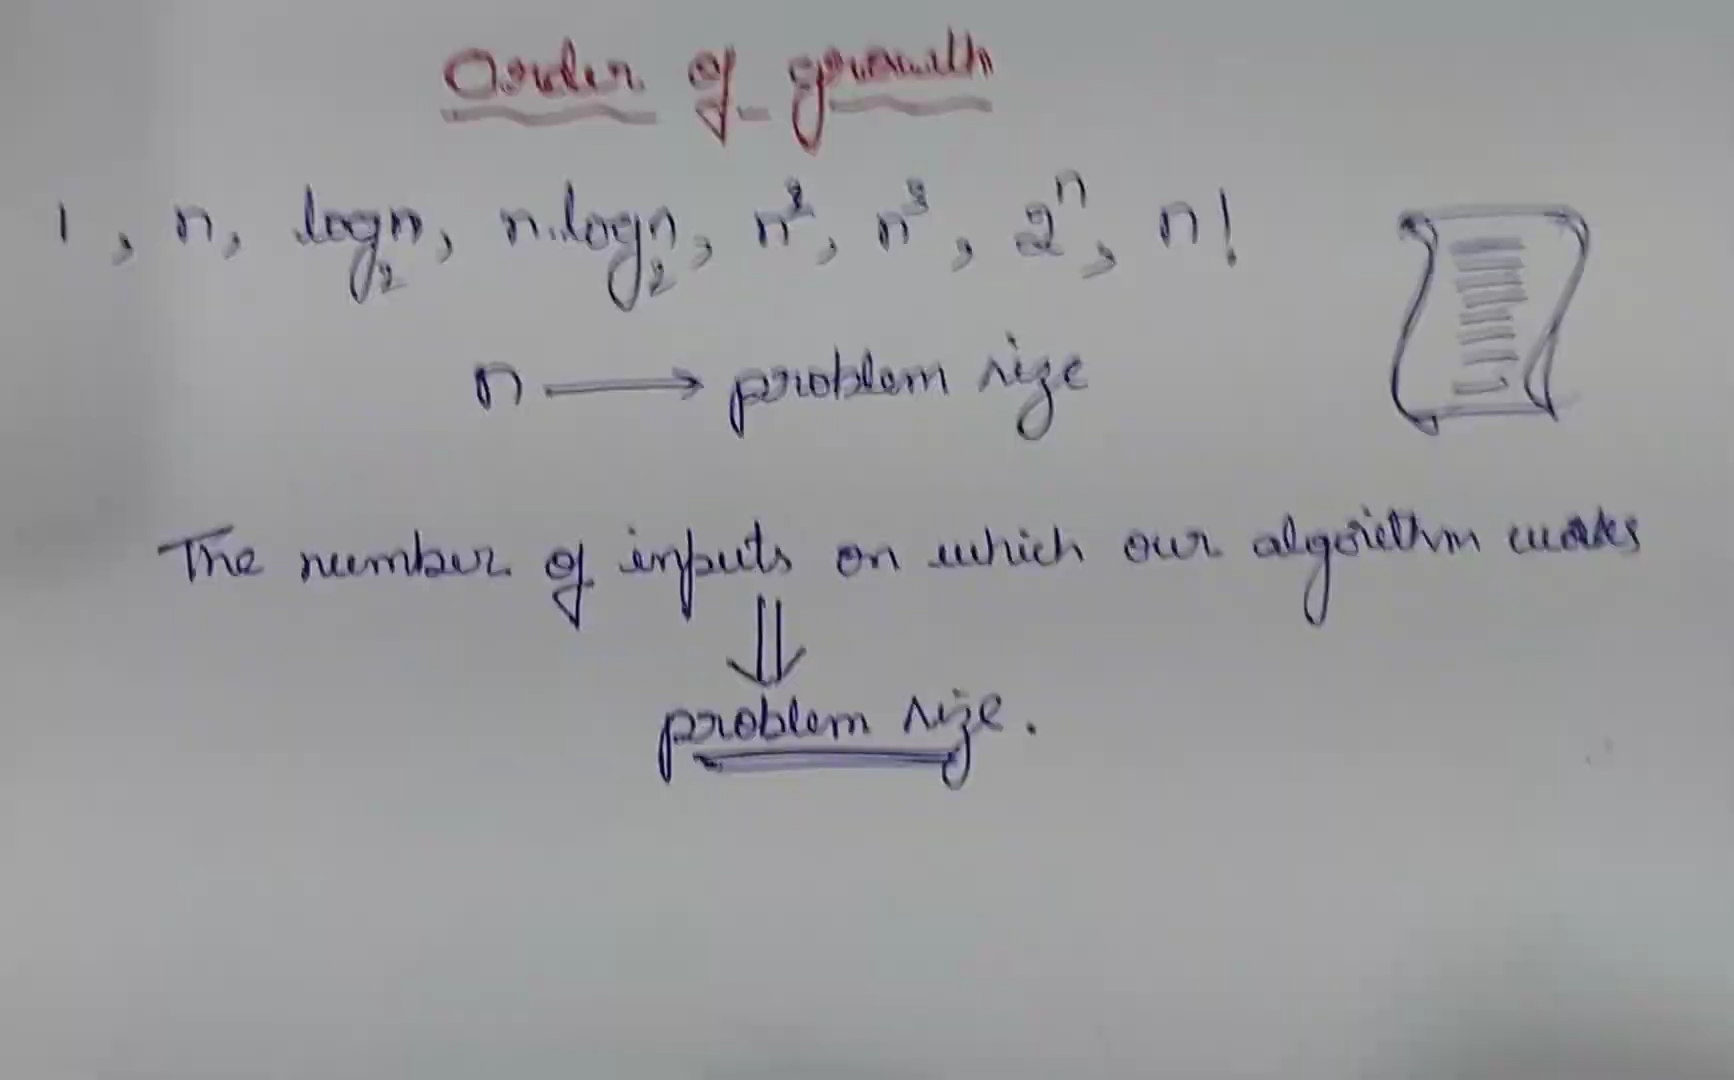 Order of growth
1, n, log₂n, n.log₂n, n², n³, 2ⁿ, n!
n → problem size
The number of inputs on which our algorithm works
⇓
problem size.